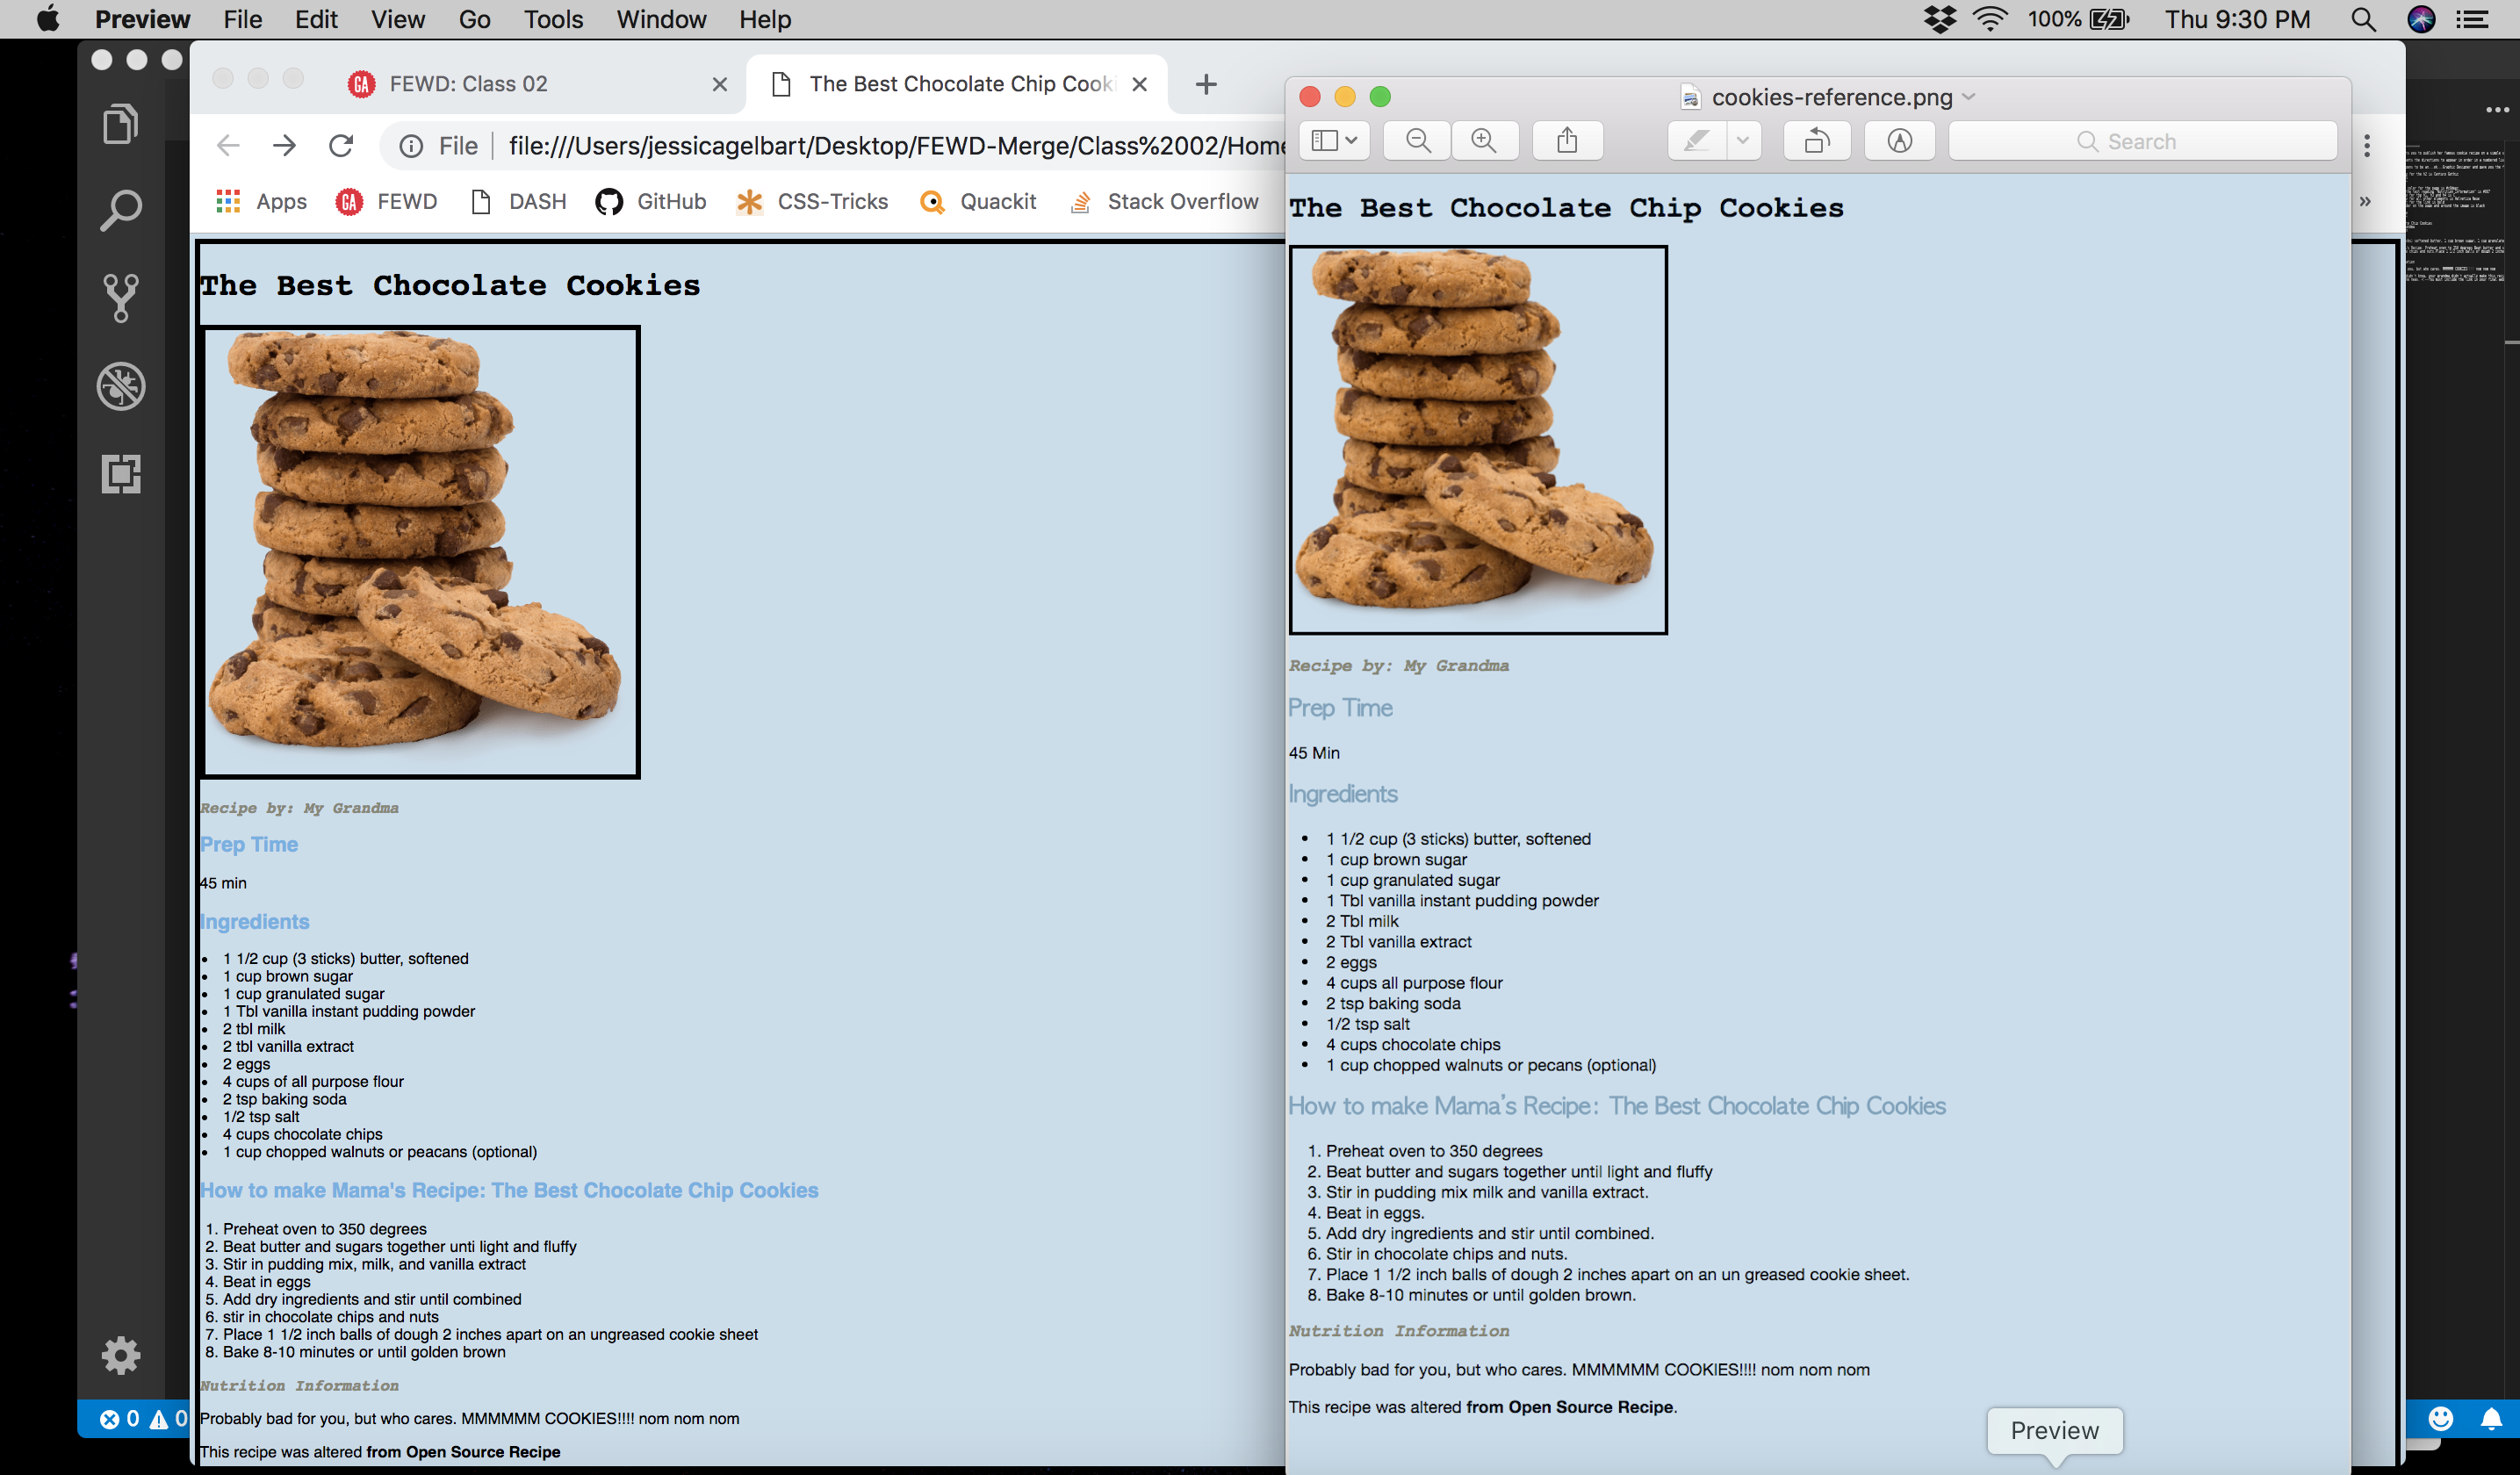 Preview File Edit View Go Tools Window Help 100% Thu 9:30 PM
GA FEWD: Class 02
The Best Chocolate Chip Cooki
File file:///Users/jessicagelbart/Desktop/FEWD-Merge/Class%2002/Home
Apps GA FEWD DASH GitHub CSS-Tricks Quackit Stack Overflow
The Best Chocolate Cookies
Recipe by: My Grandma
Prep Time
45 min
Ingredients
• 1 1/2 cup (3 sticks) butter, softened
• 1 cup brown sugar
• 1 cup granulated sugar
• 1 Tbl vanilla instant pudding powder
• 2 tbl milk
• 2 tbl vanilla extract
• 2 eggs
• 4 cups of all purpose flour
• 2 tsp baking soda
• 1/2 tsp salt
• 4 cups chocolate chips
• 1 cup chopped walnuts or peacans (optional)
How to make Mama's Recipe: The Best Chocolate Chip Cookies
1. Preheat oven to 350 degrees
2. Beat butter and sugars together unti light and fluffy
3. Stir in pudding mix, milk, and vanilla extract
4. Beat in eggs
5. Add dry ingredients and stir until combined
6. stir in chocolate chips and nuts
7. Place 1 1/2 inch balls of dough 2 inches apart on an ungreased cookie sheet
8. Bake 8-10 minutes or until golden brown
Nutrition Information
Probably bad for you, but who cares. MMMMMM COOKIES!!!! nom nom nom
This recipe was altered from Open Source Recipe
0 0
cookies-reference.png
Search
The Best Chocolate Chip Cookies
Recipe by: My Grandma
Prep Time
45 Min
Ingredients
• 1 1/2 cup (3 sticks) butter, softened
• 1 cup brown sugar
• 1 cup granulated sugar
• 1 Tbl vanilla instant pudding powder
• 2 Tbl milk
• 2 Tbl vanilla extract
• 2 eggs
• 4 cups all purpose flour
• 2 tsp baking soda
• 1/2 tsp salt
• 4 cups chocolate chips
• 1 cup chopped walnuts or pecans (optional)
How to make Mama's Recipe: The Best Chocolate Chip Cookies
1. Preheat oven to 350 degrees
2. Beat butter and sugars together until light and fluffy
3. Stir in pudding mix milk and vanilla extract.
4. Beat in eggs.
5. Add dry ingredients and stir until combined.
6. Stir in chocolate chips and nuts.
7. Place 1 1/2 inch balls of dough 2 inches apart on an un greased cookie sheet.
8. Bake 8-10 minutes or until golden brown.
Nutrition Information
Probably bad for you, but who cares. MMMMMM COOKIES!!!! nom nom nom
This recipe was altered from Open Source Recipe.
Preview